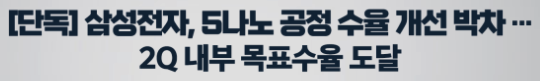 [단독] 삼성전자, 5나노 공정 수율 개선 박차 …
2Q 내부 목표수율 도달